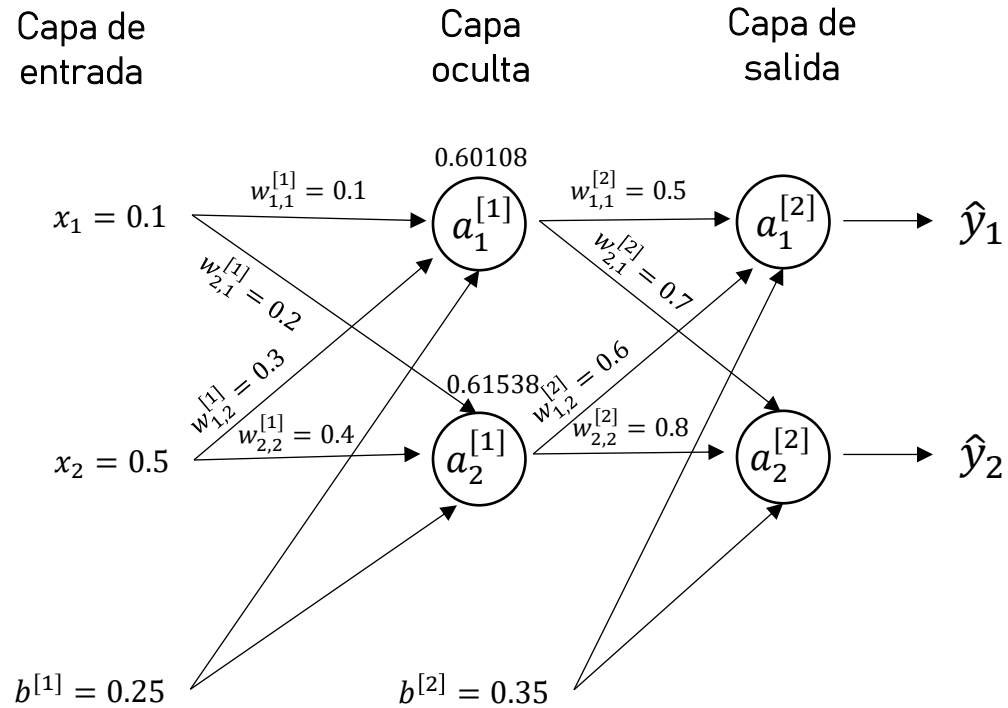 Capa de
entrada
Capa
oculta
Capa de
salida
0.60108
w_{1,1}^{[1]} = 0.1
w_{1,1}^{[2]} = 0.5
x_1 = 0.1
a_1^{[1]}
a_1^{[2]}
ŷ_1
w_{2,1}^{[1]} = 0.2
w_{2,1}^{[2]} = 0.7
w_{1,2}^{[1]} = 0.3
0.61538
w_{1,2}^{[2]} = 0.6
w_{2,2}^{[1]} = 0.4
w_{2,2}^{[2]} = 0.8
x_2 = 0.5
a_2^{[1]}
a_2^{[2]}
ŷ_2
b^{[1]} = 0.25
b^{[2]} = 0.35